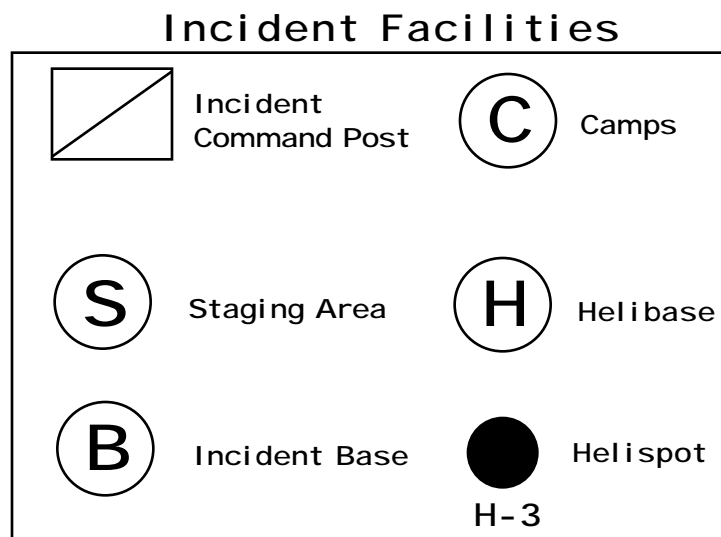 Incident Facilities
Incident
Command Post
C
Camps
S
Staging Area
H
Helibase
B
Incident Base
Helispot
H-3